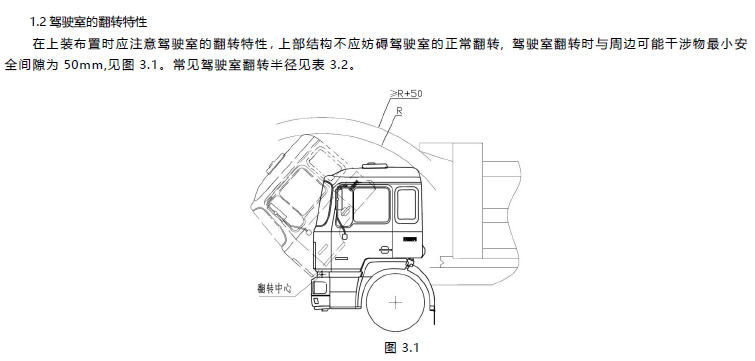 1.2 驾驶室的翻转特性
在上装布置时应注意驾驶室的翻转特性，上部结构不应妨碍驾驶室的正常翻转，驾驶室翻转时与周边可能干涉物最小安
全间隙为 50mm,见图 3.1。常见驾驶室翻转半径见表 3.2。
≥R+50
R
翻转中心
图 3.1